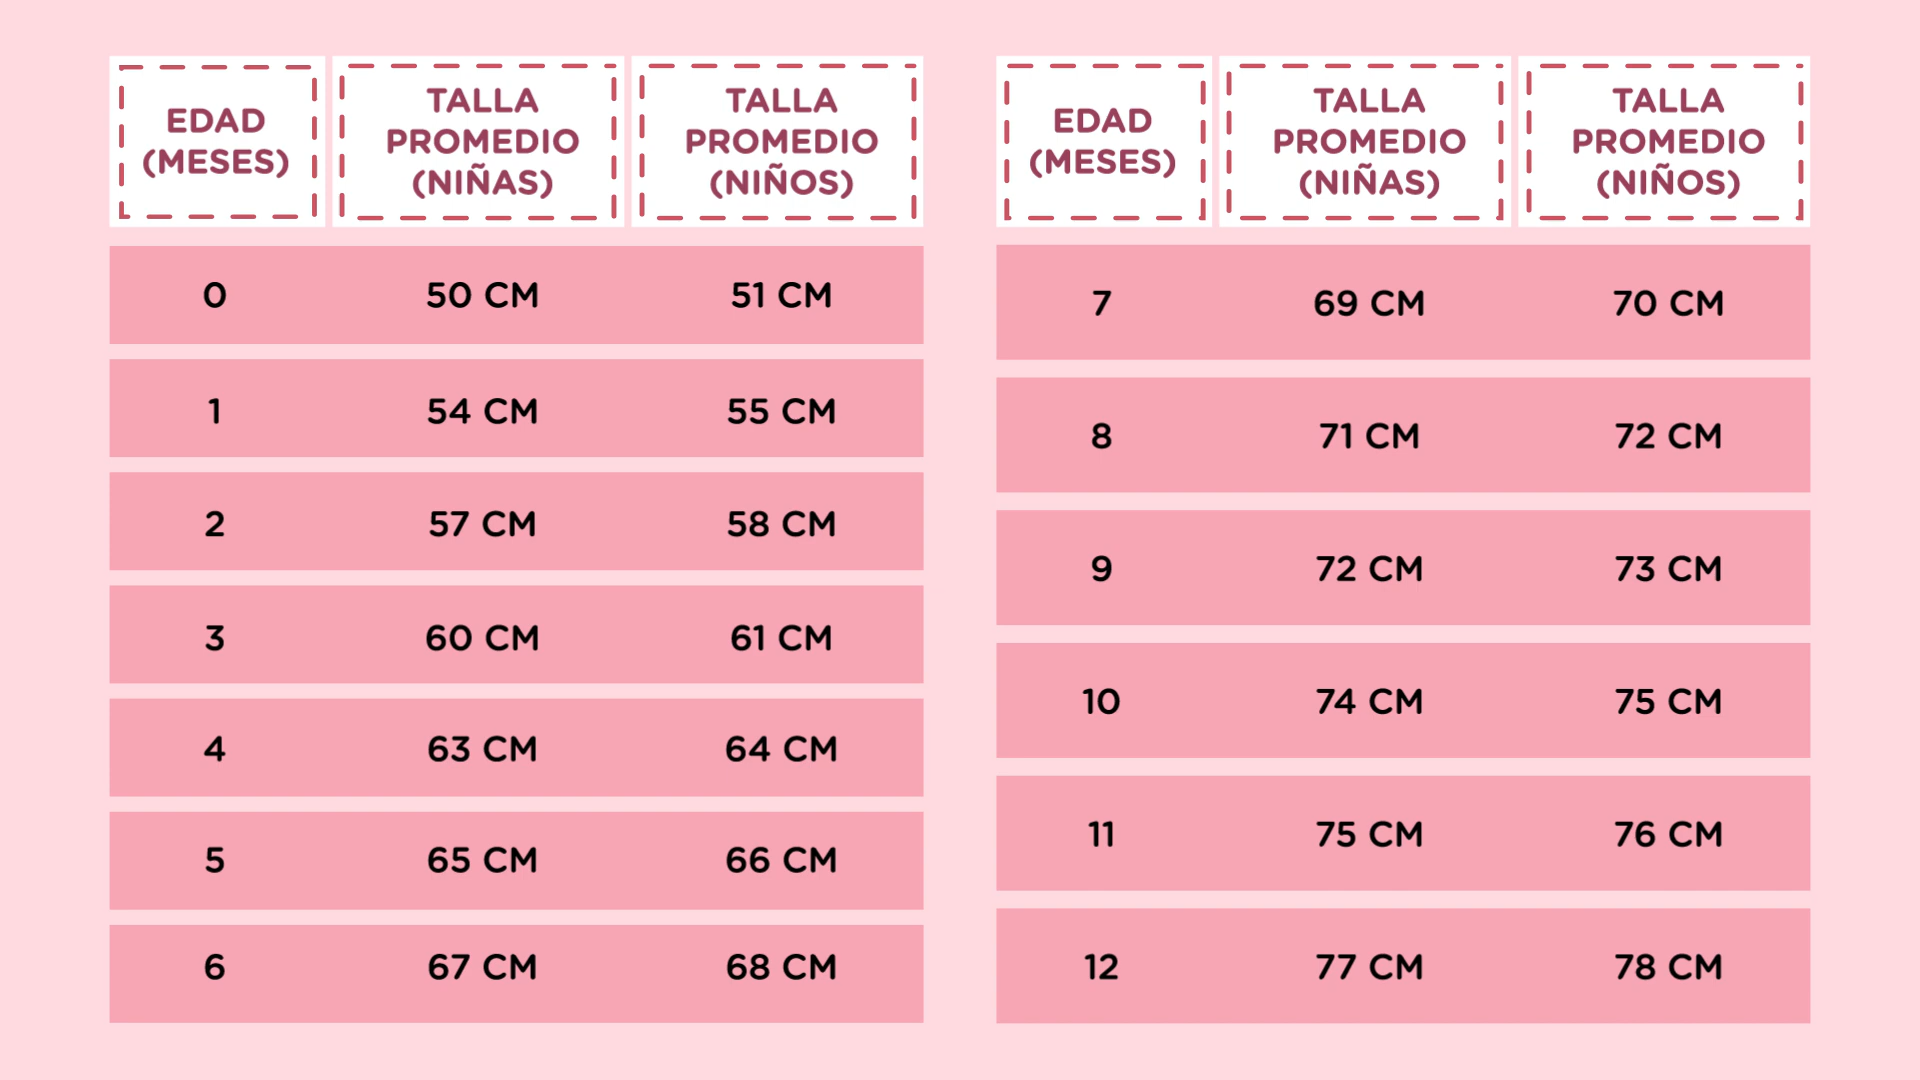 EDAD
(MESES)
TALLA
PROMEDIO
(NIÑAS)
TALLA
PROMEDIO
(NIÑOS)
0 50 CM 51 CM
1 54 CM 55 CM
2 57 CM 58 CM
3 60 CM 61 CM
4 63 CM 64 CM
5 65 CM 66 CM
6 67 CM 68 CM
EDAD
(MESES)
TALLA
PROMEDIO
(NIÑAS)
TALLA
PROMEDIO
(NIÑOS)
7 69 CM 70 CM
8 71 CM 72 CM
9 72 CM 73 CM
10 74 CM 75 CM
11 75 CM 76 CM
12 77 CM 78 CM